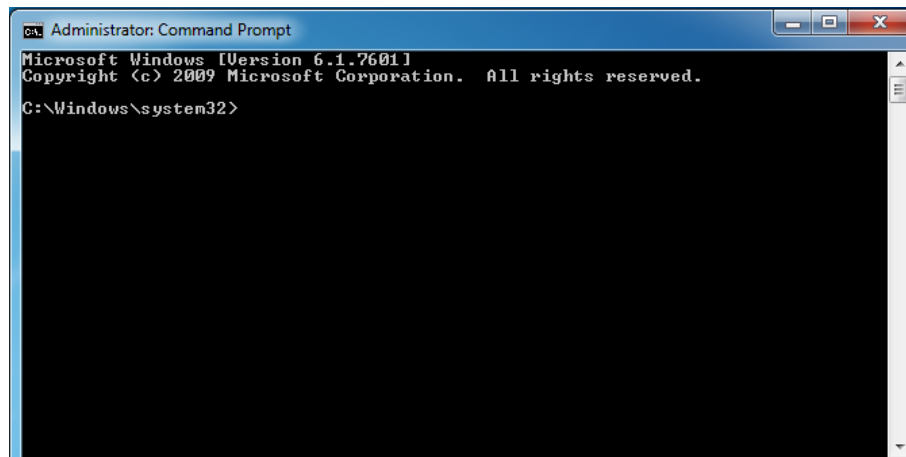 Administrator: Command Prompt
Microsoft Windows [Version 6.1.7601]
Copyright (c) 2009 Microsoft Corporation.  All rights reserved.
C:\Windows\system32>